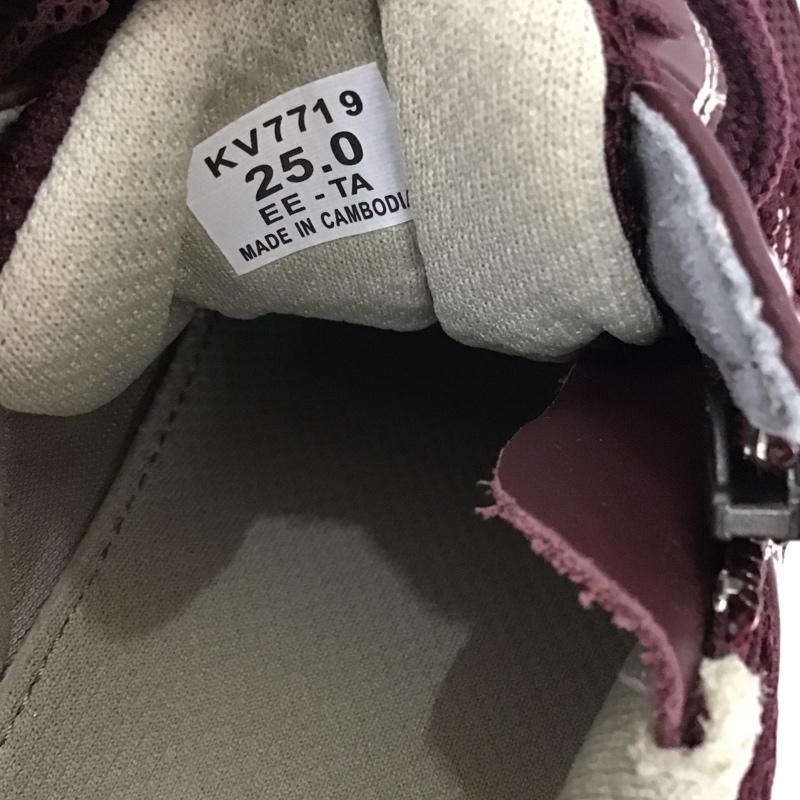 KV7719
25.0
EE - TA
MADE IN CAMBODIA